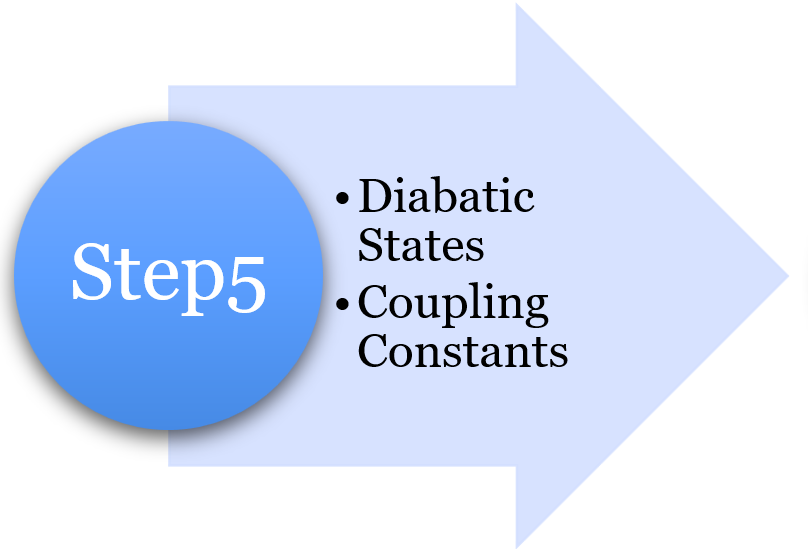 Step5
•Diabatic
States
•Coupling
Constants